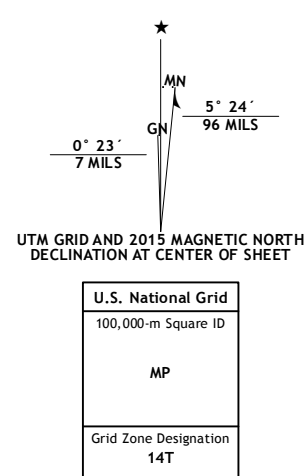 ★
MN
GN
5° 24´
96 MILS
0° 23´
7 MILS
UTM GRID AND 2015 MAGNETIC NORTH
DECLINATION AT CENTER OF SHEET
U.S. National Grid
100,000-m Square ID
MP
Grid Zone Designation
14T